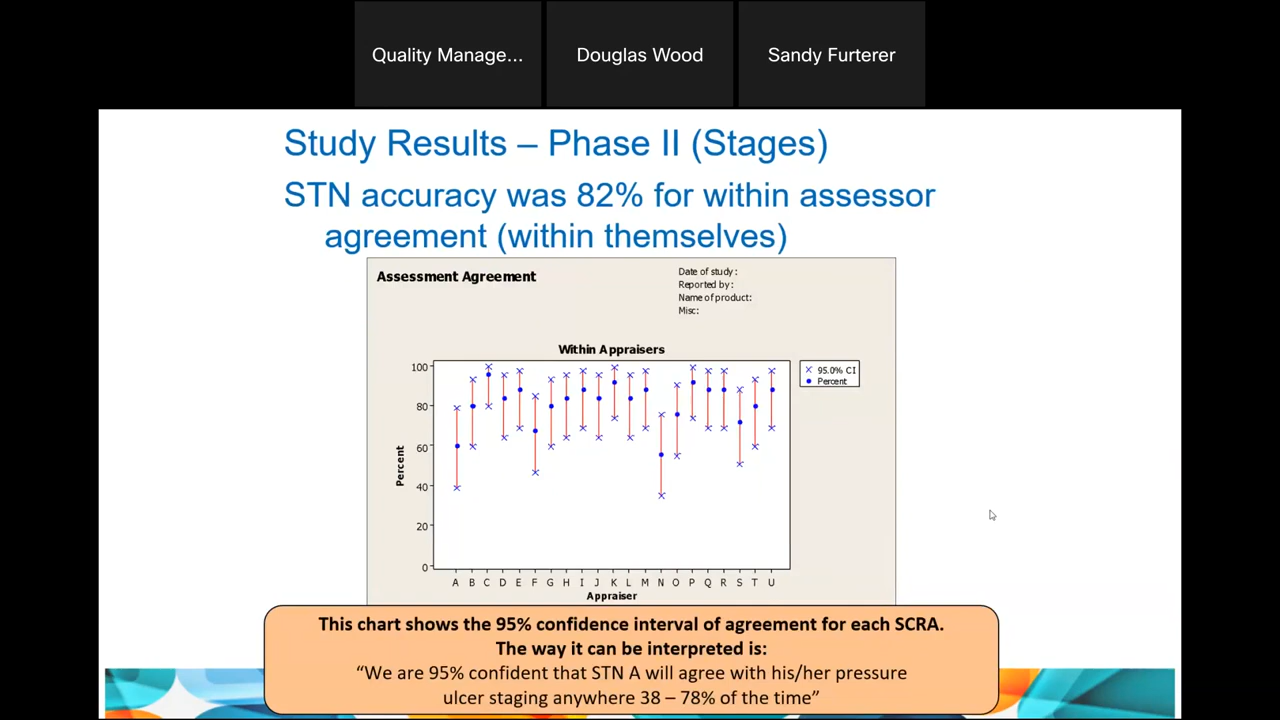 Quality Manage...
Douglas Wood
Sandy Furterer
Study Results – Phase II (Stages)
STN accuracy was 82% for within assessor
agreement (within themselves)
Assessment Agreement
Date of study :
Reported by :
Name of product:
Misc:
Within Appraisers
95.0% CI
Percent
100
80
60
40
20
0
Percent
A B C D E F G H I J K L M N O P Q R S T U
Appraiser
This chart shows the 95% confidence interval of agreement for each SCRA.
The way it can be interpreted is:
“We are 95% confident that STN A will agree with his/her pressure
ulcer staging anywhere 38 – 78% of the time”